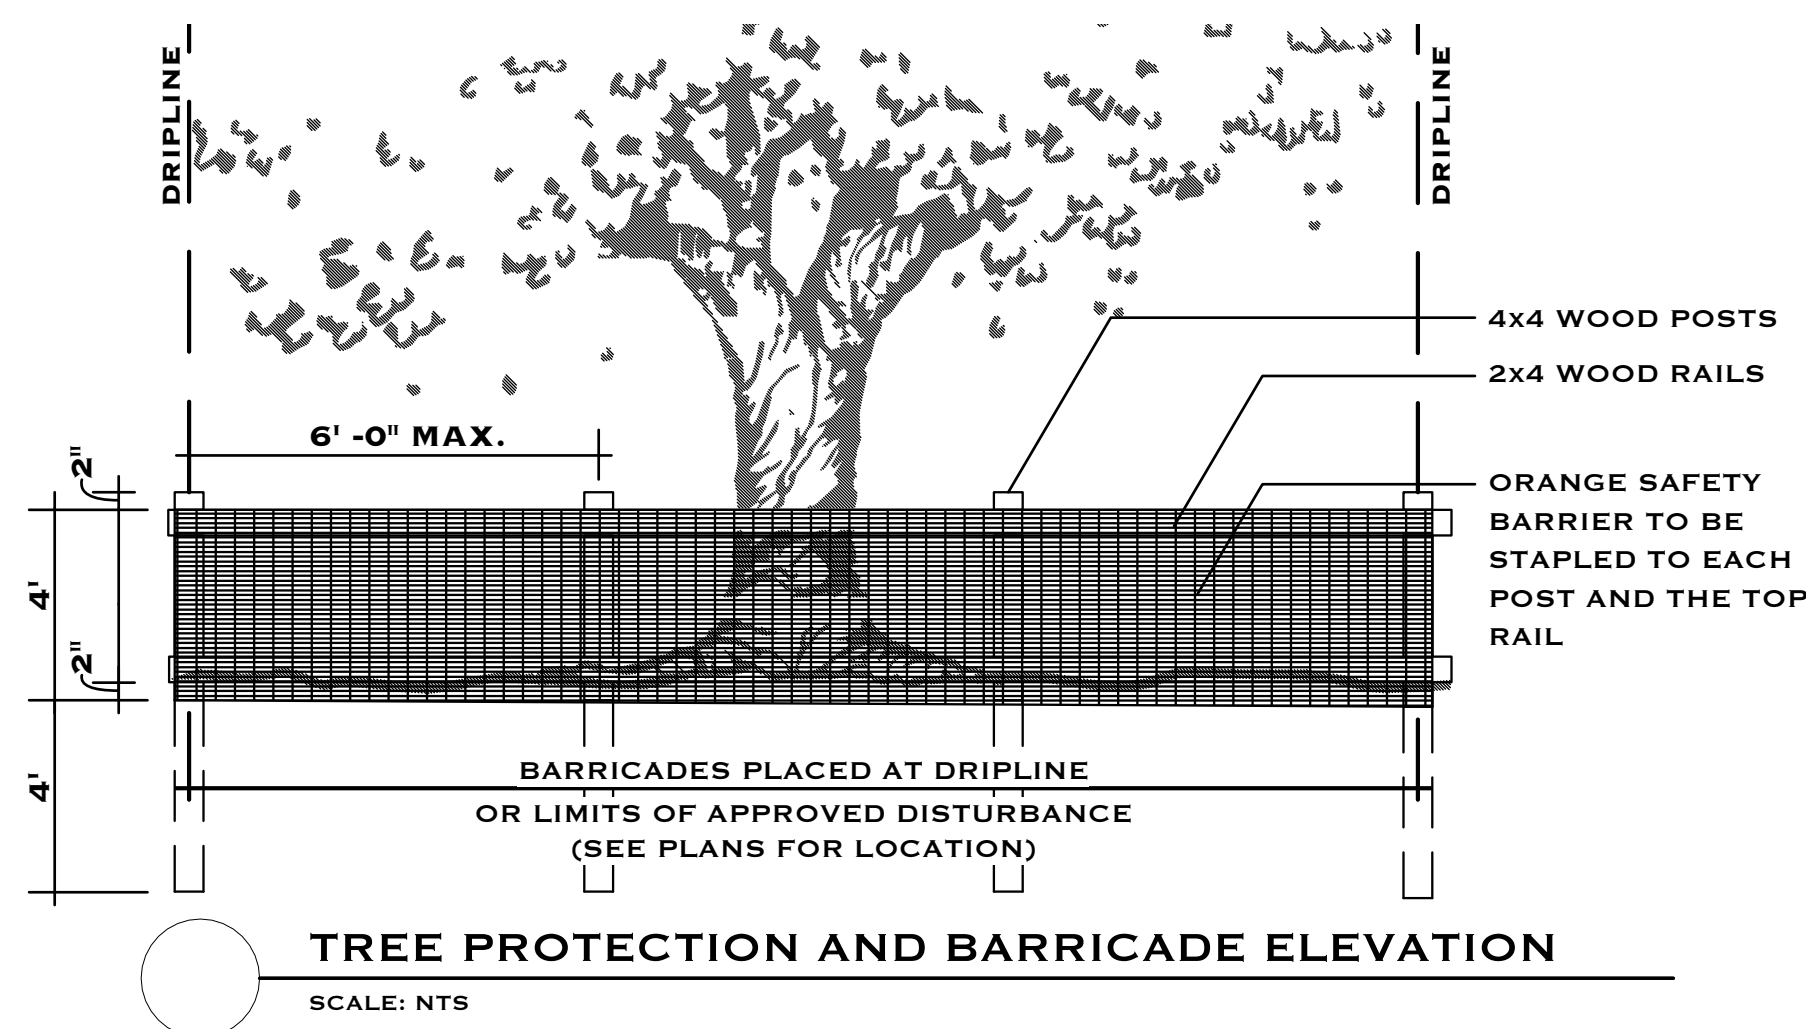 DRIPLINE
DRIPLINE
4x4 WOOD POSTS
2x4 WOOD RAILS
6' -0" MAX.
2"
ORANGE SAFETY
BARRIER TO BE
STAPLED TO EACH
POST AND THE TOP
RAIL
4'
2"
4'
BARRICADES PLACED AT DRIPLINE
OR LIMITS OF APPROVED DISTURBANCE
(SEE PLANS FOR LOCATION)
TREE PROTECTION AND BARRICADE ELEVATION
SCALE: NTS